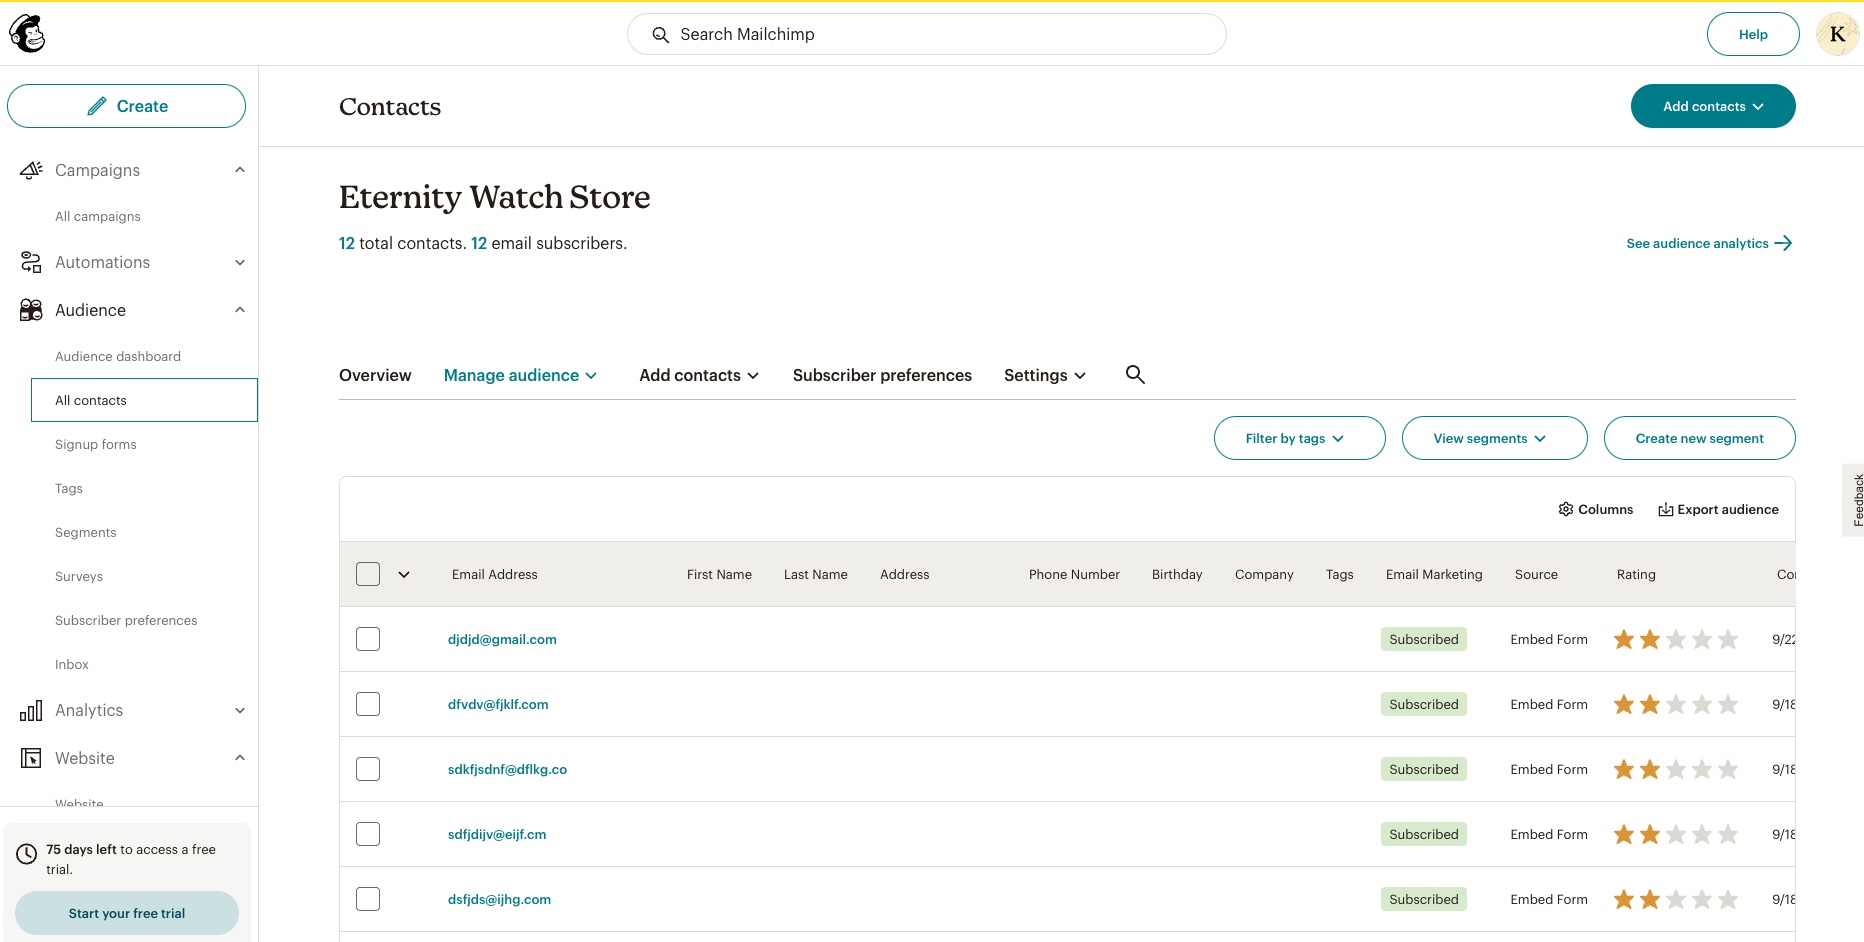 Search Mailchimp
Help
K
Create
Campaigns
All campaigns
Automations
Audience
Audience dashboard
All contacts
Signup forms
Tags
Segments
Surveys
Subscriber preferences
Inbox
Analytics
Website
Website
75 days left to access a free
trial.
Start your free trial
Contacts
Add contacts
Eternity Watch Store
12 total contacts. 12 email subscribers.
See audience analytics
Overview Manage audience Add contacts Subscriber preferences Settings
Filter by tags View segments Create new segment
Columns Export audience
Email Address First Name Last Name Address Phone Number Birthday Company Tags Email Marketing Source Rating
djdjd@gmail.com Subscribed Embed Form 9/22
dfvdv@fjklf.com Subscribed Embed Form 9/18
sdkfjsdnf@dflkg.co Subscribed Embed Form 9/18
sdfjdijv@eijf.cm Subscribed Embed Form 9/18
dsfjds@ijhg.com Subscribed Embed Form 9/18
Feedback